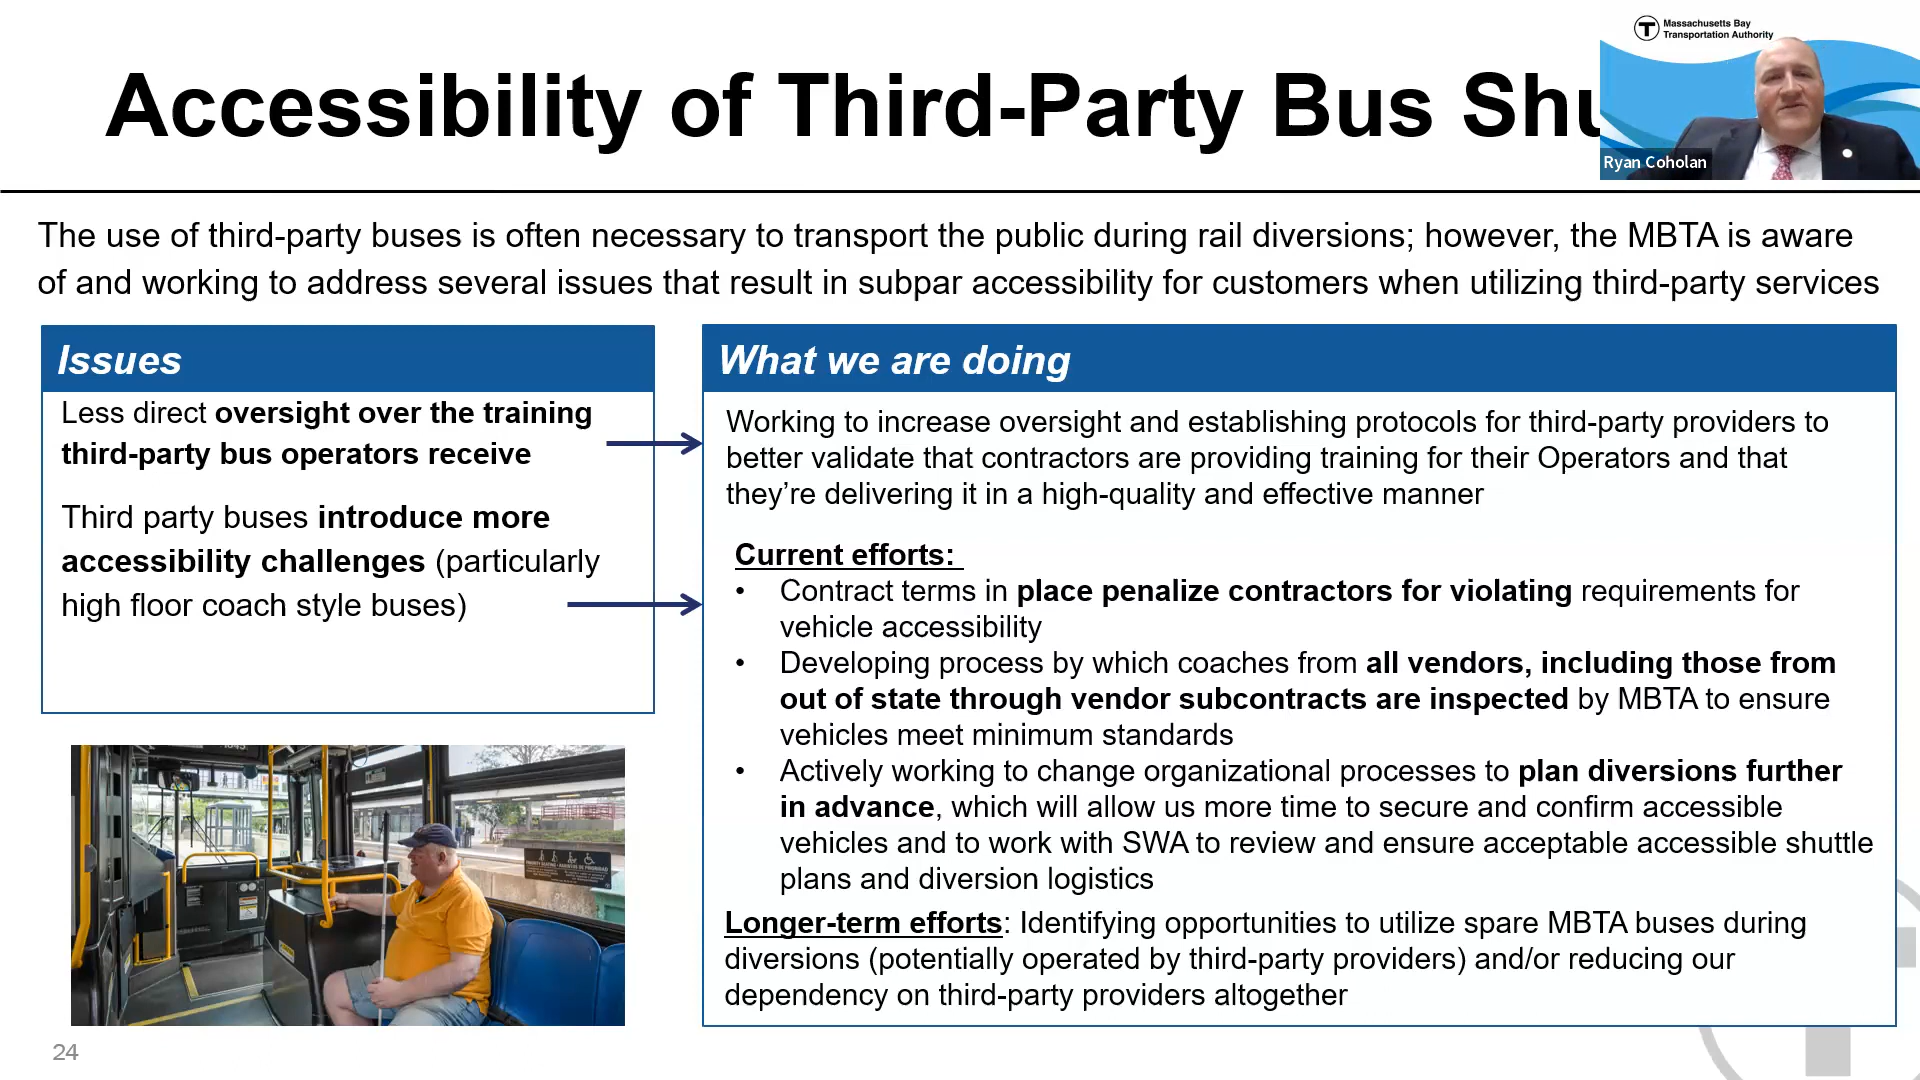 Massachusetts Bay
Transportation Authority
Accessibility of Third-Party Bus Shu
Ryan Coholan
The use of third-party buses is often necessary to transport the public during rail diversions; however, the MBTA is aware
of and working to address several issues that result in subpar accessibility for customers when utilizing third-party services
Issues
Less direct oversight over the training
third-party bus operators receive
Third party buses introduce more
accessibility challenges (particularly
high floor coach style buses)
What we are doing
Working to increase oversight and establishing protocols for third-party providers to
better validate that contractors are providing training for their Operators and that
they’re delivering it in a high-quality and effective manner
Current efforts:
• Contract terms in place penalize contractors for violating requirements for
vehicle accessibility
• Developing process by which coaches from all vendors, including those from
out of state through vendor subcontracts are inspected by MBTA to ensure
vehicles meet minimum standards
• Actively working to change organizational processes to plan diversions further
in advance, which will allow us more time to secure and confirm accessible
vehicles and to work with SWA to review and ensure acceptable accessible shuttle
plans and diversion logistics
Longer-term efforts: Identifying opportunities to utilize spare MBTA buses during
diversions (potentially operated by third-party providers) and/or reducing our
dependency on third-party providers altogether
24